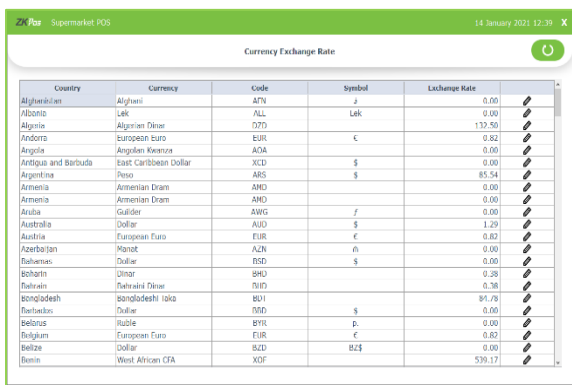 ZKPos Supermarket POS 14 January 2021 12:39 X
Currency Exchange Rate
Country Currency Code Symbol Exchange Rate
Afghanistan Afghani AFN ؋ 0.00
Albania Lek ALL Lek 0.00
Algeria Algerian Dinar DZD 132.50
Andorra European Euro EUR € 0.82
Angola Angolan Kwanza AOA 0.00
Antigua and Barbuda East Caribbean Dollar XCD $ 0.00
Argentina Peso ARS $ 85.54
Armenia Armenian Dram AMD 0.00
Armenia Armenian Dram AMD 0.00
Aruba Guilder AWG ƒ 0.00
Australia Dollar AUD $ 1.29
Austria European Euro EUR € 0.82
Azerbaijan Manat AZN 0.00
Bahamas Dollar BSD $ 0.00
Baharin Dinar BHD 0.38
Bahrain Bahraini Dinar BHD 0.38
Bangladesh Bangladeshi Taka BDT 84.78
Barbados Dollar BBD $ 0.00
Belarus Ruble BYR p. 0.00
Belgium European Euro EUR € 0.82
Belize Dollar BZD BZ$ 0.00
Benin West African CFA XOF 539.17